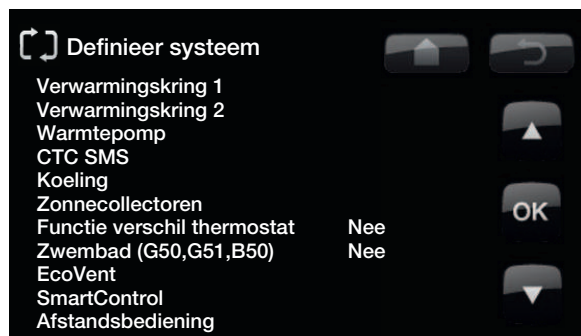 Definieer systeem
Verwarmingskring 1
Verwarmingskring 2
Warmtepomp
CTC SMS
Koeling
Zonnecollectoren
Functie verschil thermostat Nee
Zwembad (G50,G51,B50) Nee
EcoVent
SmartControl
Afstandsbediening
OK